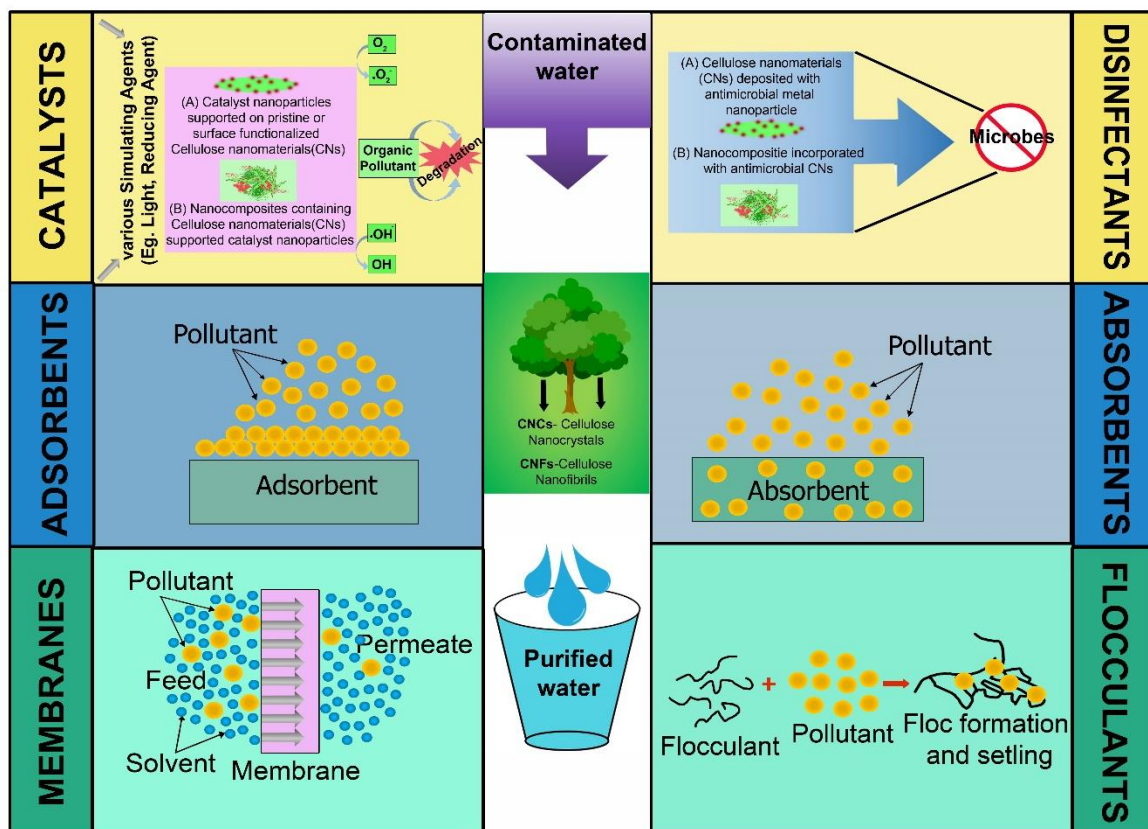 CATALYSTS
various Simulating Agents
(Eg. Light, Reducing Agent)
(A) Catalyst nanoparticles
supported on pristine or
surface functionalized
Cellulose nanomaterials(CNs)
(B) Nanocomposites containing
Cellulose nanomaterials(CNs)
supported catalyst nanoparticles
O₂
.O₂⁻
Organic
Pollutant
Degradation
.OH
OH
Contaminated
water
(A) Cellulose nanomaterials
(CNs) deposited with
antimicrobial metal
nanoparticle
(B) Nanocompositie incorporated
with antimicrobial CNs
Microbes
DISINFECTANTS
ADSORBENTS
Pollutant
Adsorbent
CNCs- Cellulose
Nanocrystals
CNFs-Cellulose
Nanofibrils
Pollutant
Absorbent
ABSORBENTS
MEMBRANES
Pollutant
Feed
Solvent
Membrane
Permeate
Purified
water
Flocculant
+
Pollutant
Floc formation
and setling
FLOCCULANTS